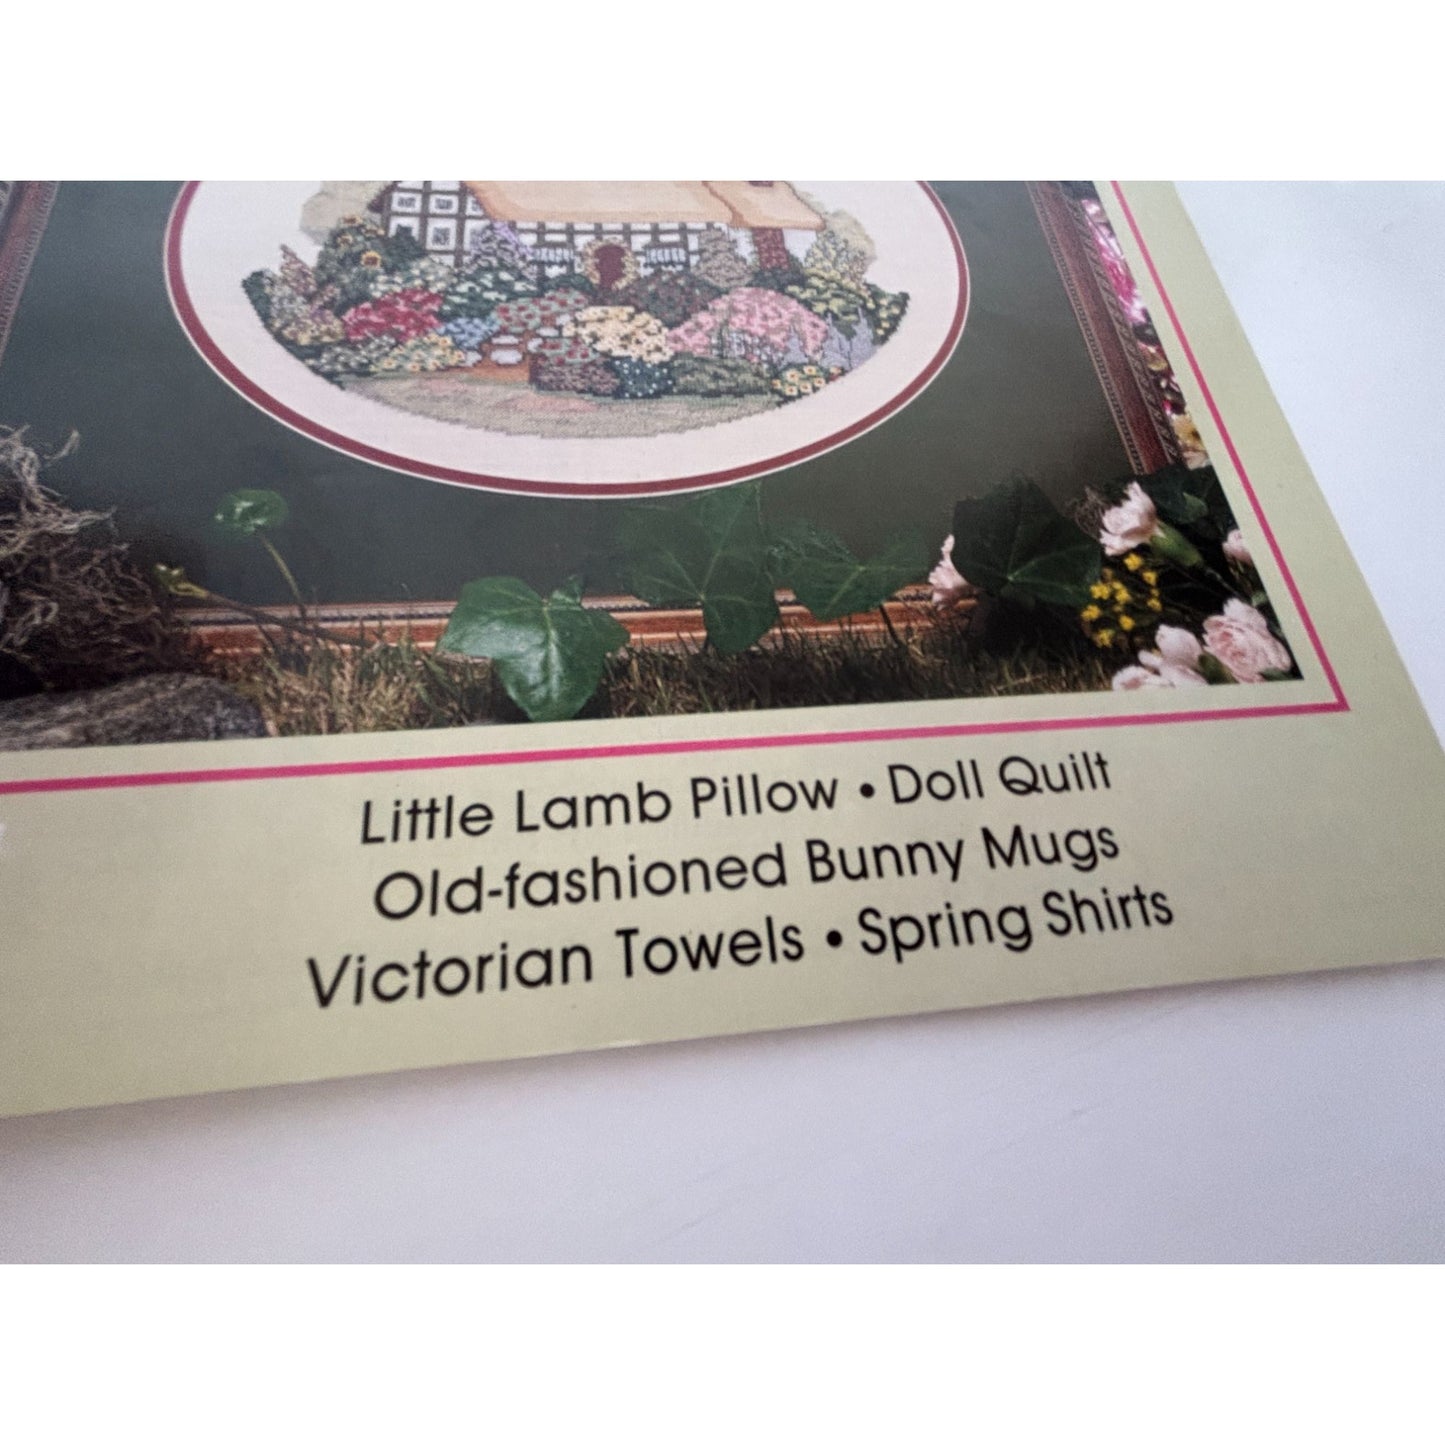 Little Lamb Pillow • Doll Quilt
Old-fashioned Bunny Mugs
Victorian Towels • Spring Shirts